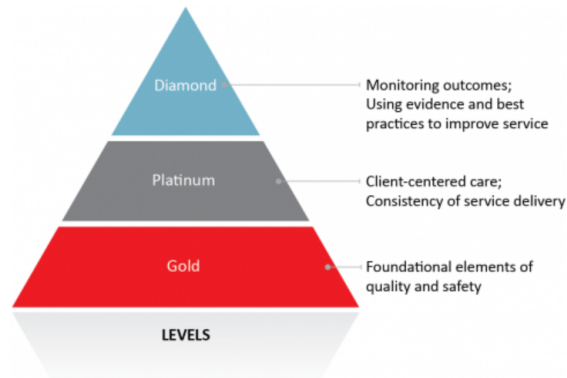 Diamond
Monitoring outcomes;
Using evidence and best
practices to improve service
Platinum
Client-centered care;
Consistency of service delivery
Gold
Foundational elements of
quality and safety
LEVELS